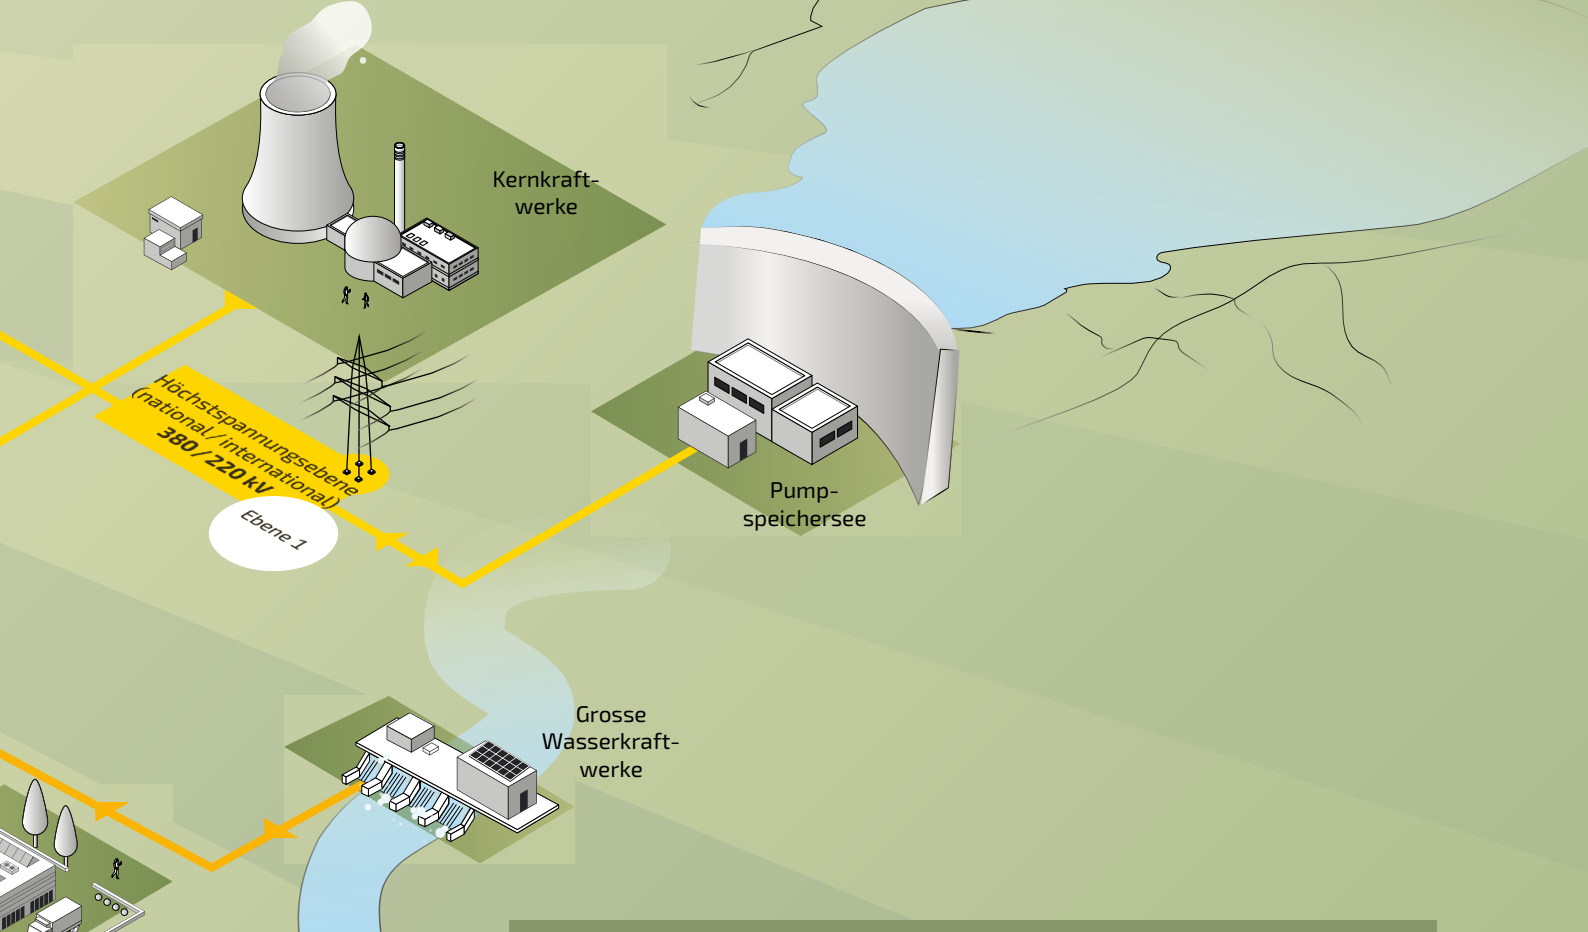 Kernkraft-
werke
Höchstspannungsebene
(national/international)
380/220 kV
Ebene 1
Pump-
speichersee
Grosse
Wasserkraft-
werke